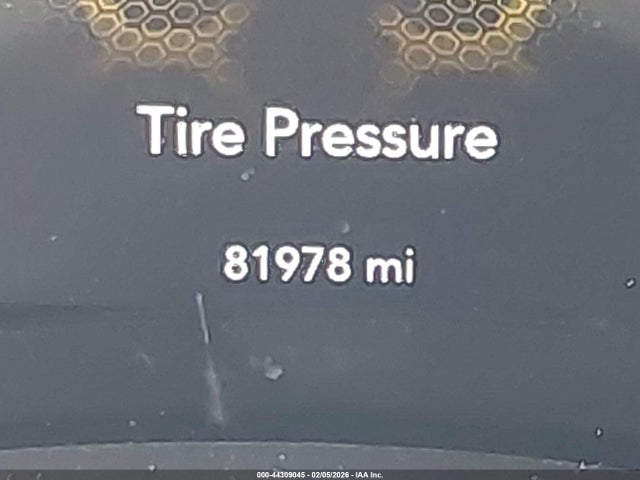 Tire Pressure
81978 mi
000-44309045 - 02/05/2026 - IAA Inc.